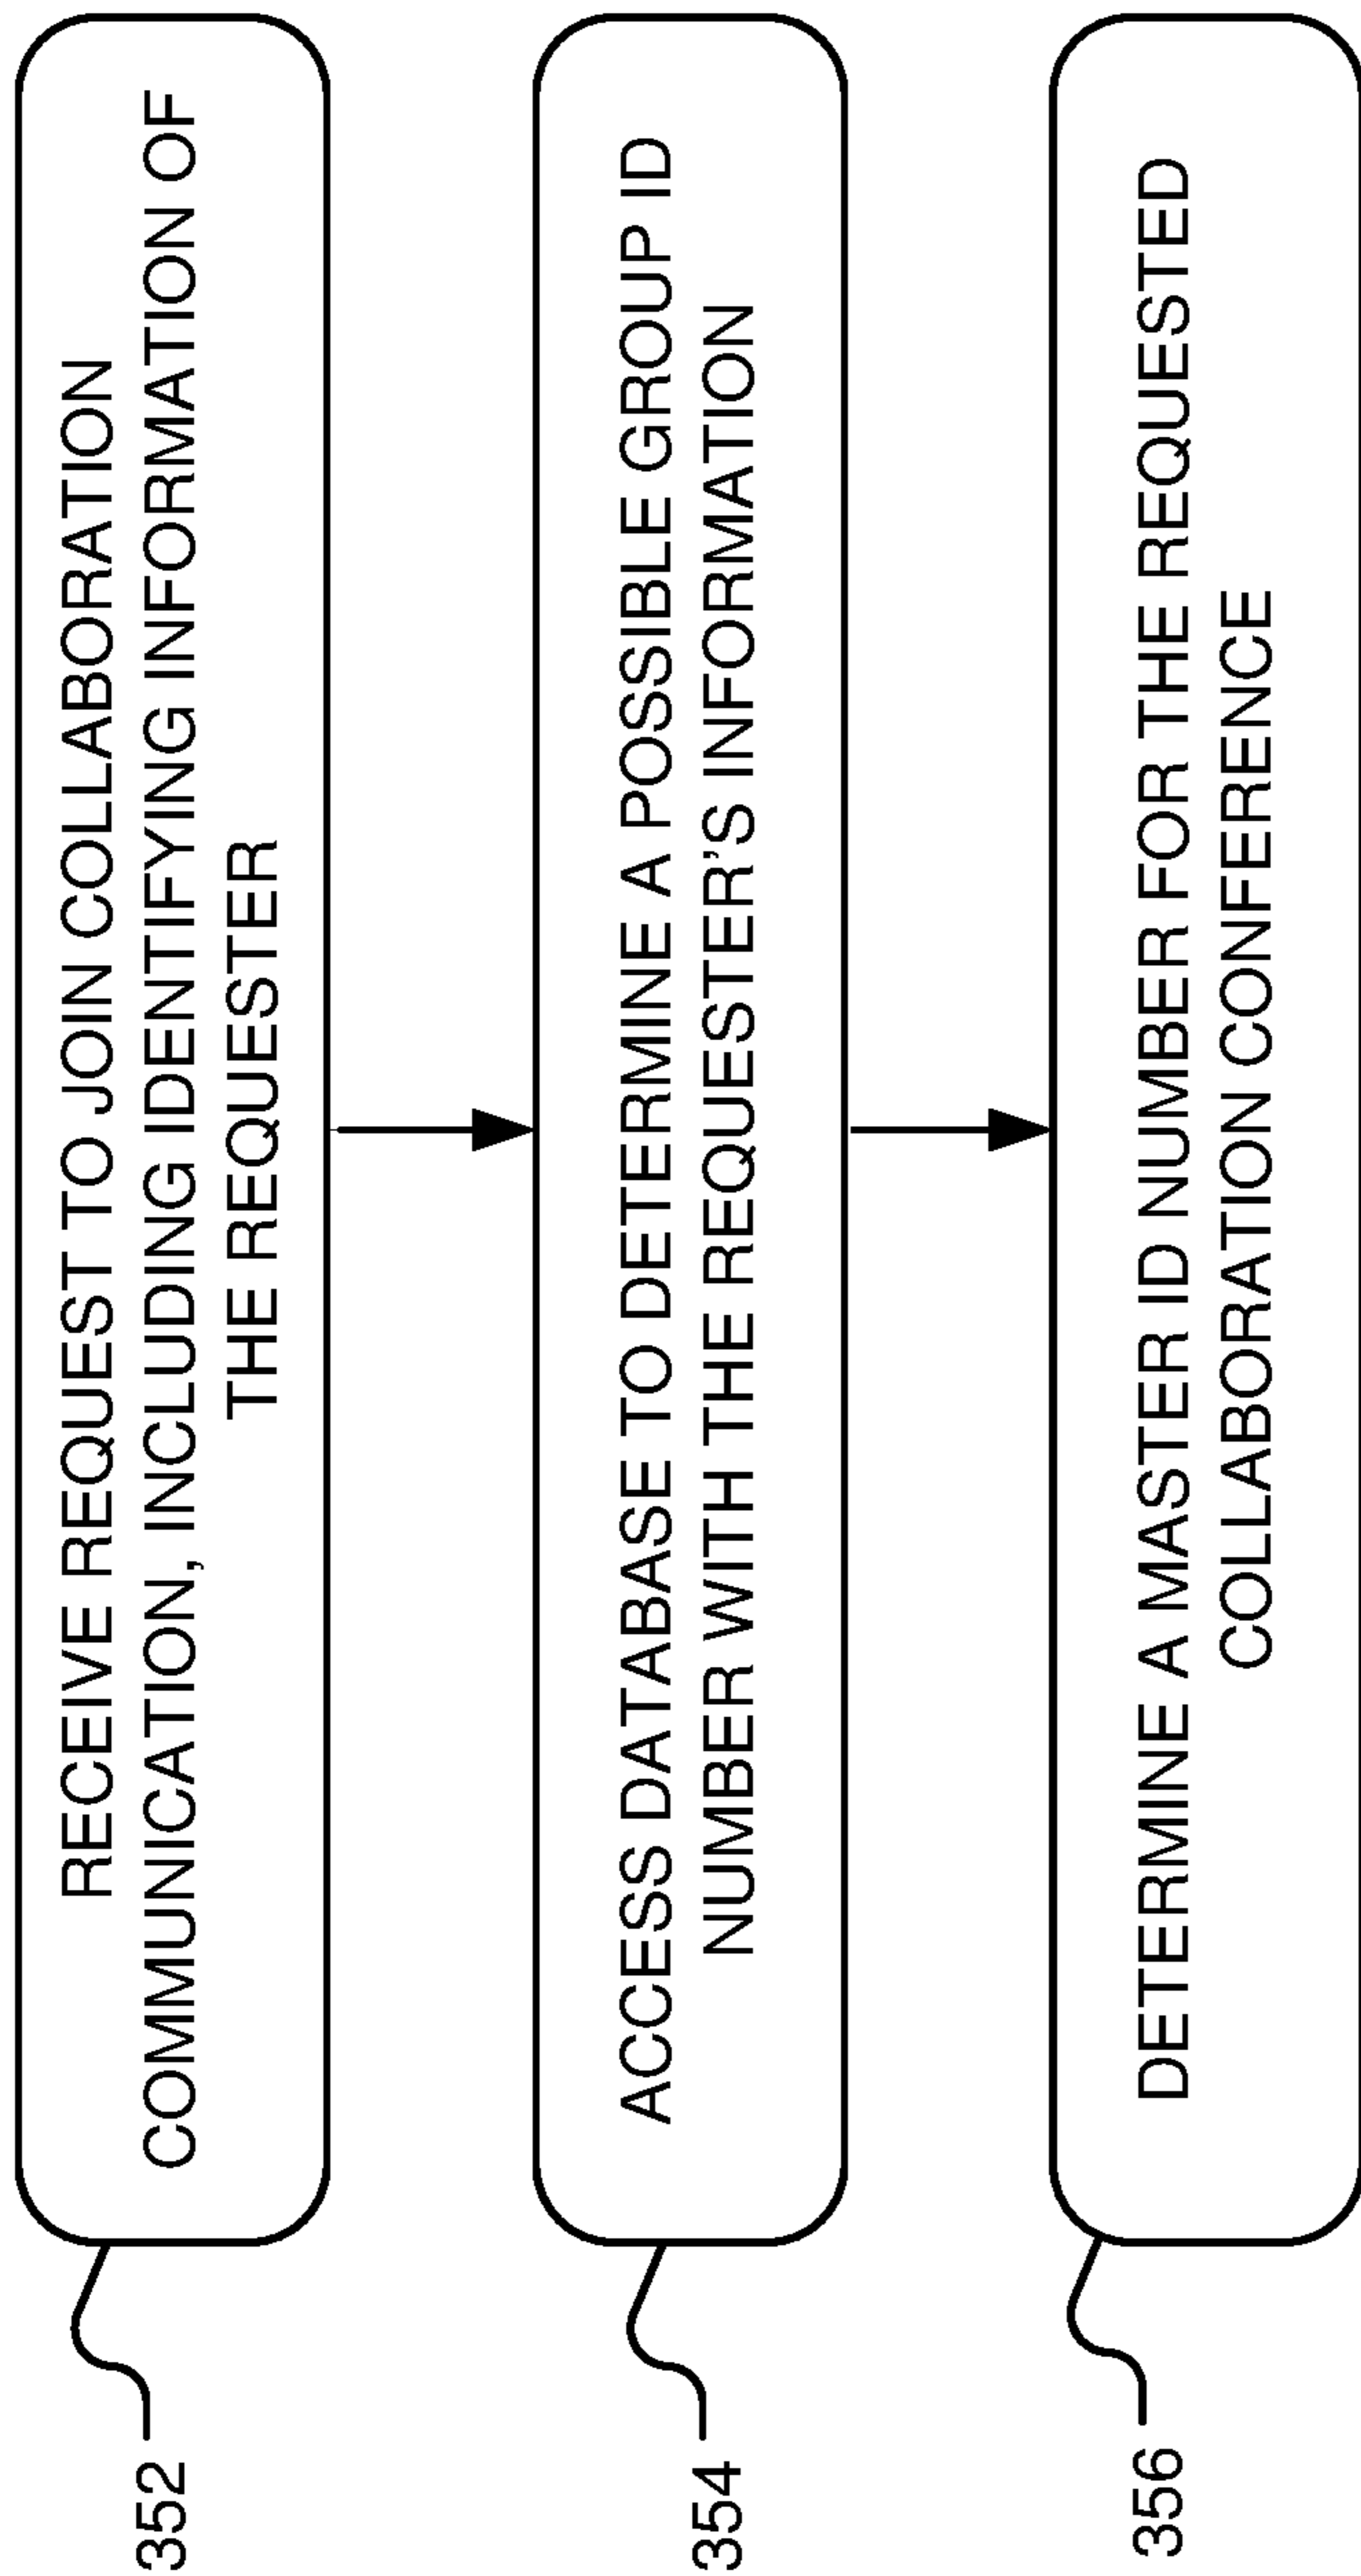 RECEIVE REQUEST TO JOIN COLLABORATION
COMMUNICATION, INCLUDING IDENTIFYING INFORMATION OF
THE REQUESTER
352
ACCESS DATABASE TO DETERMINE A POSSIBLE GROUP ID
NUMBER WITH THE REQUESTER'S INFORMATION
354
DETERMINE A MASTER ID NUMBER FOR THE REQUESTED
COLLABORATION CONFERENCE
356